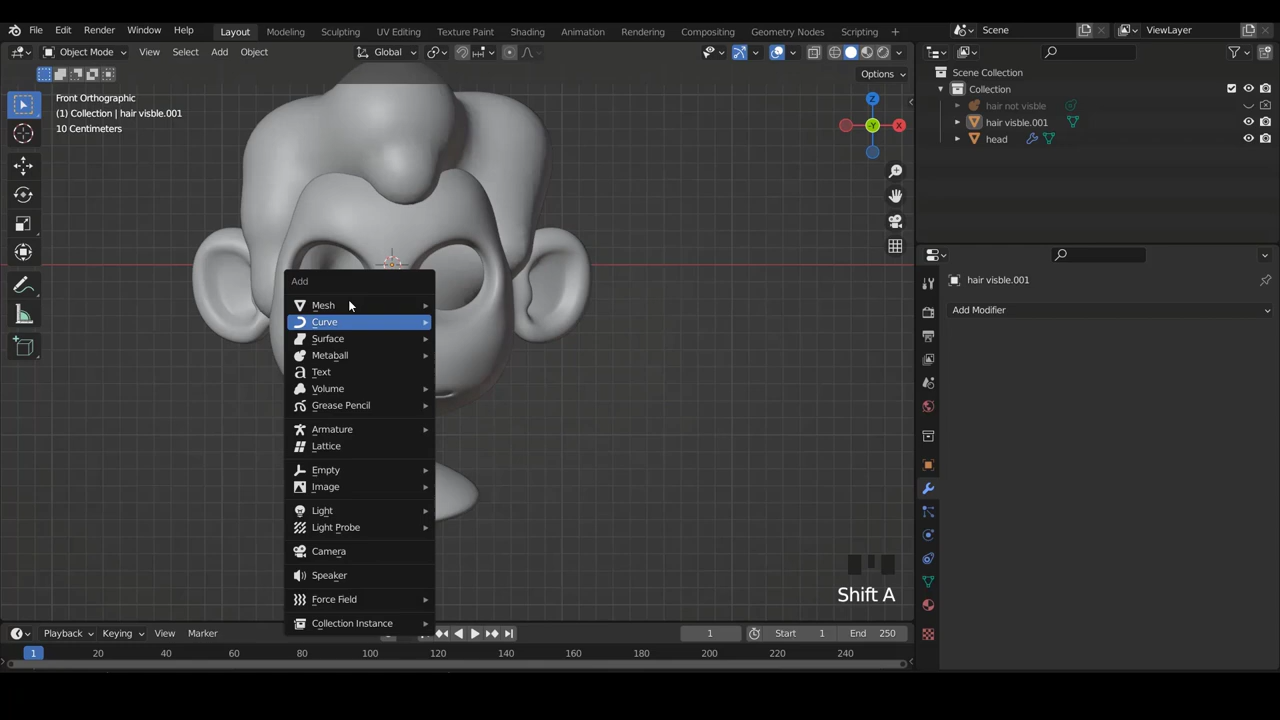 File Edit Render Window Help Layout Modeling Sculpting UV Editing Texture Paint Shading Animation Rendering Compositing Geometry Nodes Scripting Scene ViewLayer
Object Mode View Select Add Object Global
Options
Front Orthographic
(1) Collection | hair visble.001
10 Centimeters
Z
X
-Y
Scene Collection
Collection
hair not visble
hair visble.001
head
hair visble.001
Add Modifier
Add
Mesh
Curve
Surface
Metaball
Text
Volume
Grease Pencil
Armature
Lattice
Empty
Image
Light
Light Probe
Camera
Speaker
Force Field
Collection Instance
Shift A
Playback Keying View Marker 1 Start 1 End 250
1 20 40 60 80 100 120 140 160 180 200 220 240